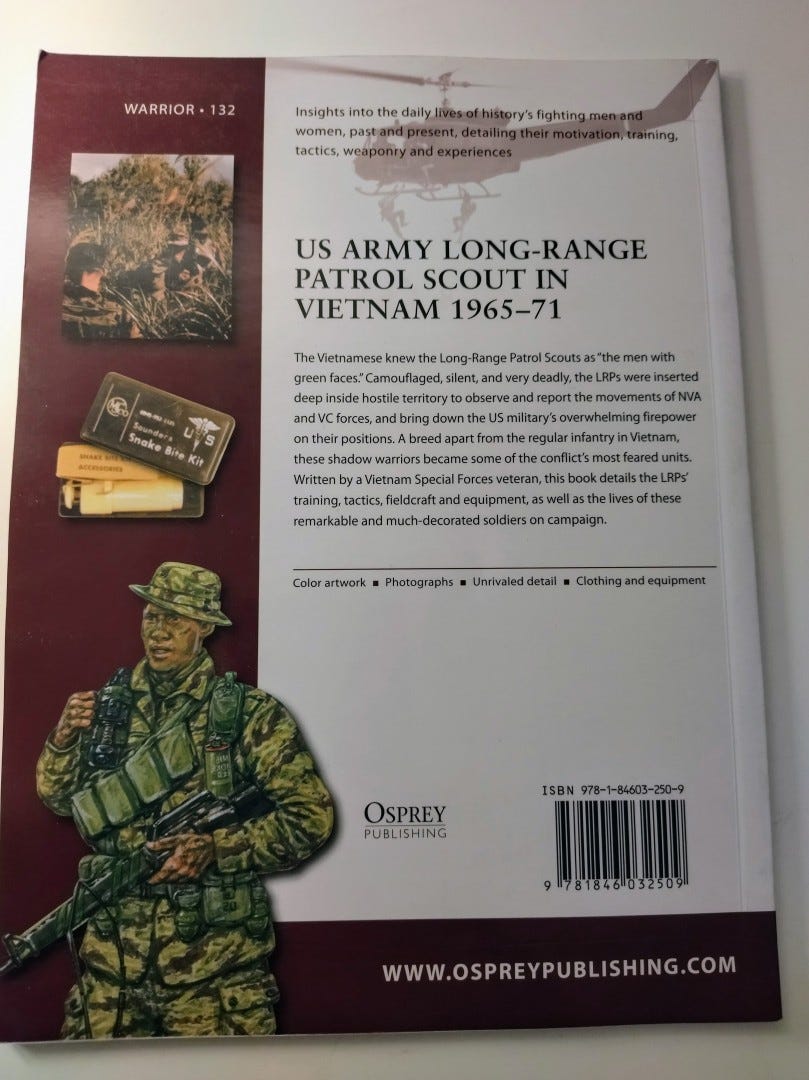 WARRIOR • 132
Insights into the daily lives of history's fighting men and
women, past and present, detailing their motivation, training,
tactics, weaponry and experiences
US ARMY LONG-RANGE
PATROL SCOUT IN
VIETNAM 1965–71
The Vietnamese knew the Long-Range Patrol Scouts as "the men with
green faces." Camouflaged, silent, and very deadly, the LRPs were inserted
deep inside hostile territory to observe and report the movements of NVA
and VC forces, and bring down the US military's overwhelming firepower
on their positions. A breed apart from the regular infantry in Vietnam,
these shadow warriors became some of the conflict's most feared units.
Written by a Vietnam Special Forces veteran, this book details the LRPs'
training, tactics, fieldcraft and equipment, as well as the lives of these
remarkable and much-decorated soldiers on campaign.
Color artwork ■ Photographs ■ Unrivaled detail ■ Clothing and equipment
U S
Saunders
Snake Bite Kit
SNAKE BITE
ACCESSORIES
OSPREY
PUBLISHING
ISBN 978-1-84603-250-9
9 781846 032509
WWW.OSPREYPUBLISHING.COM